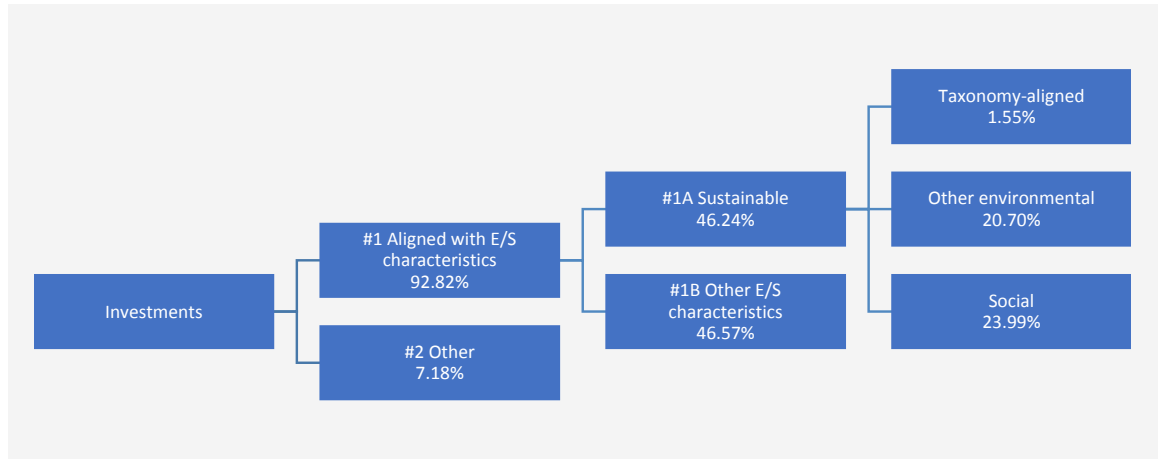 Investments
#1 Aligned with E/S
characteristics
92.82%
#2 Other
7.18%
#1A Sustainable
46.24%
#1B Other E/S
characteristics
46.57%
Taxonomy-aligned
1.55%
Other environmental
20.70%
Social
23.99%